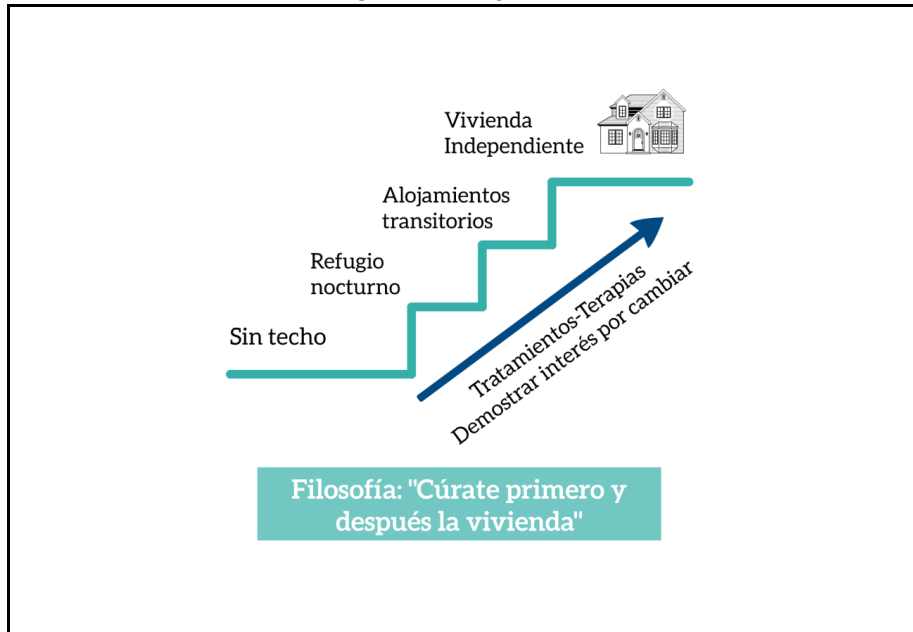 Vivienda
Independiente
Alojamientos
transitorios
Refugio
nocturno
Sin techo
Tratamientos-Terapias
Demostrar interés por cambiar
Filosofía: "Cúrate primero y
después la vivienda"